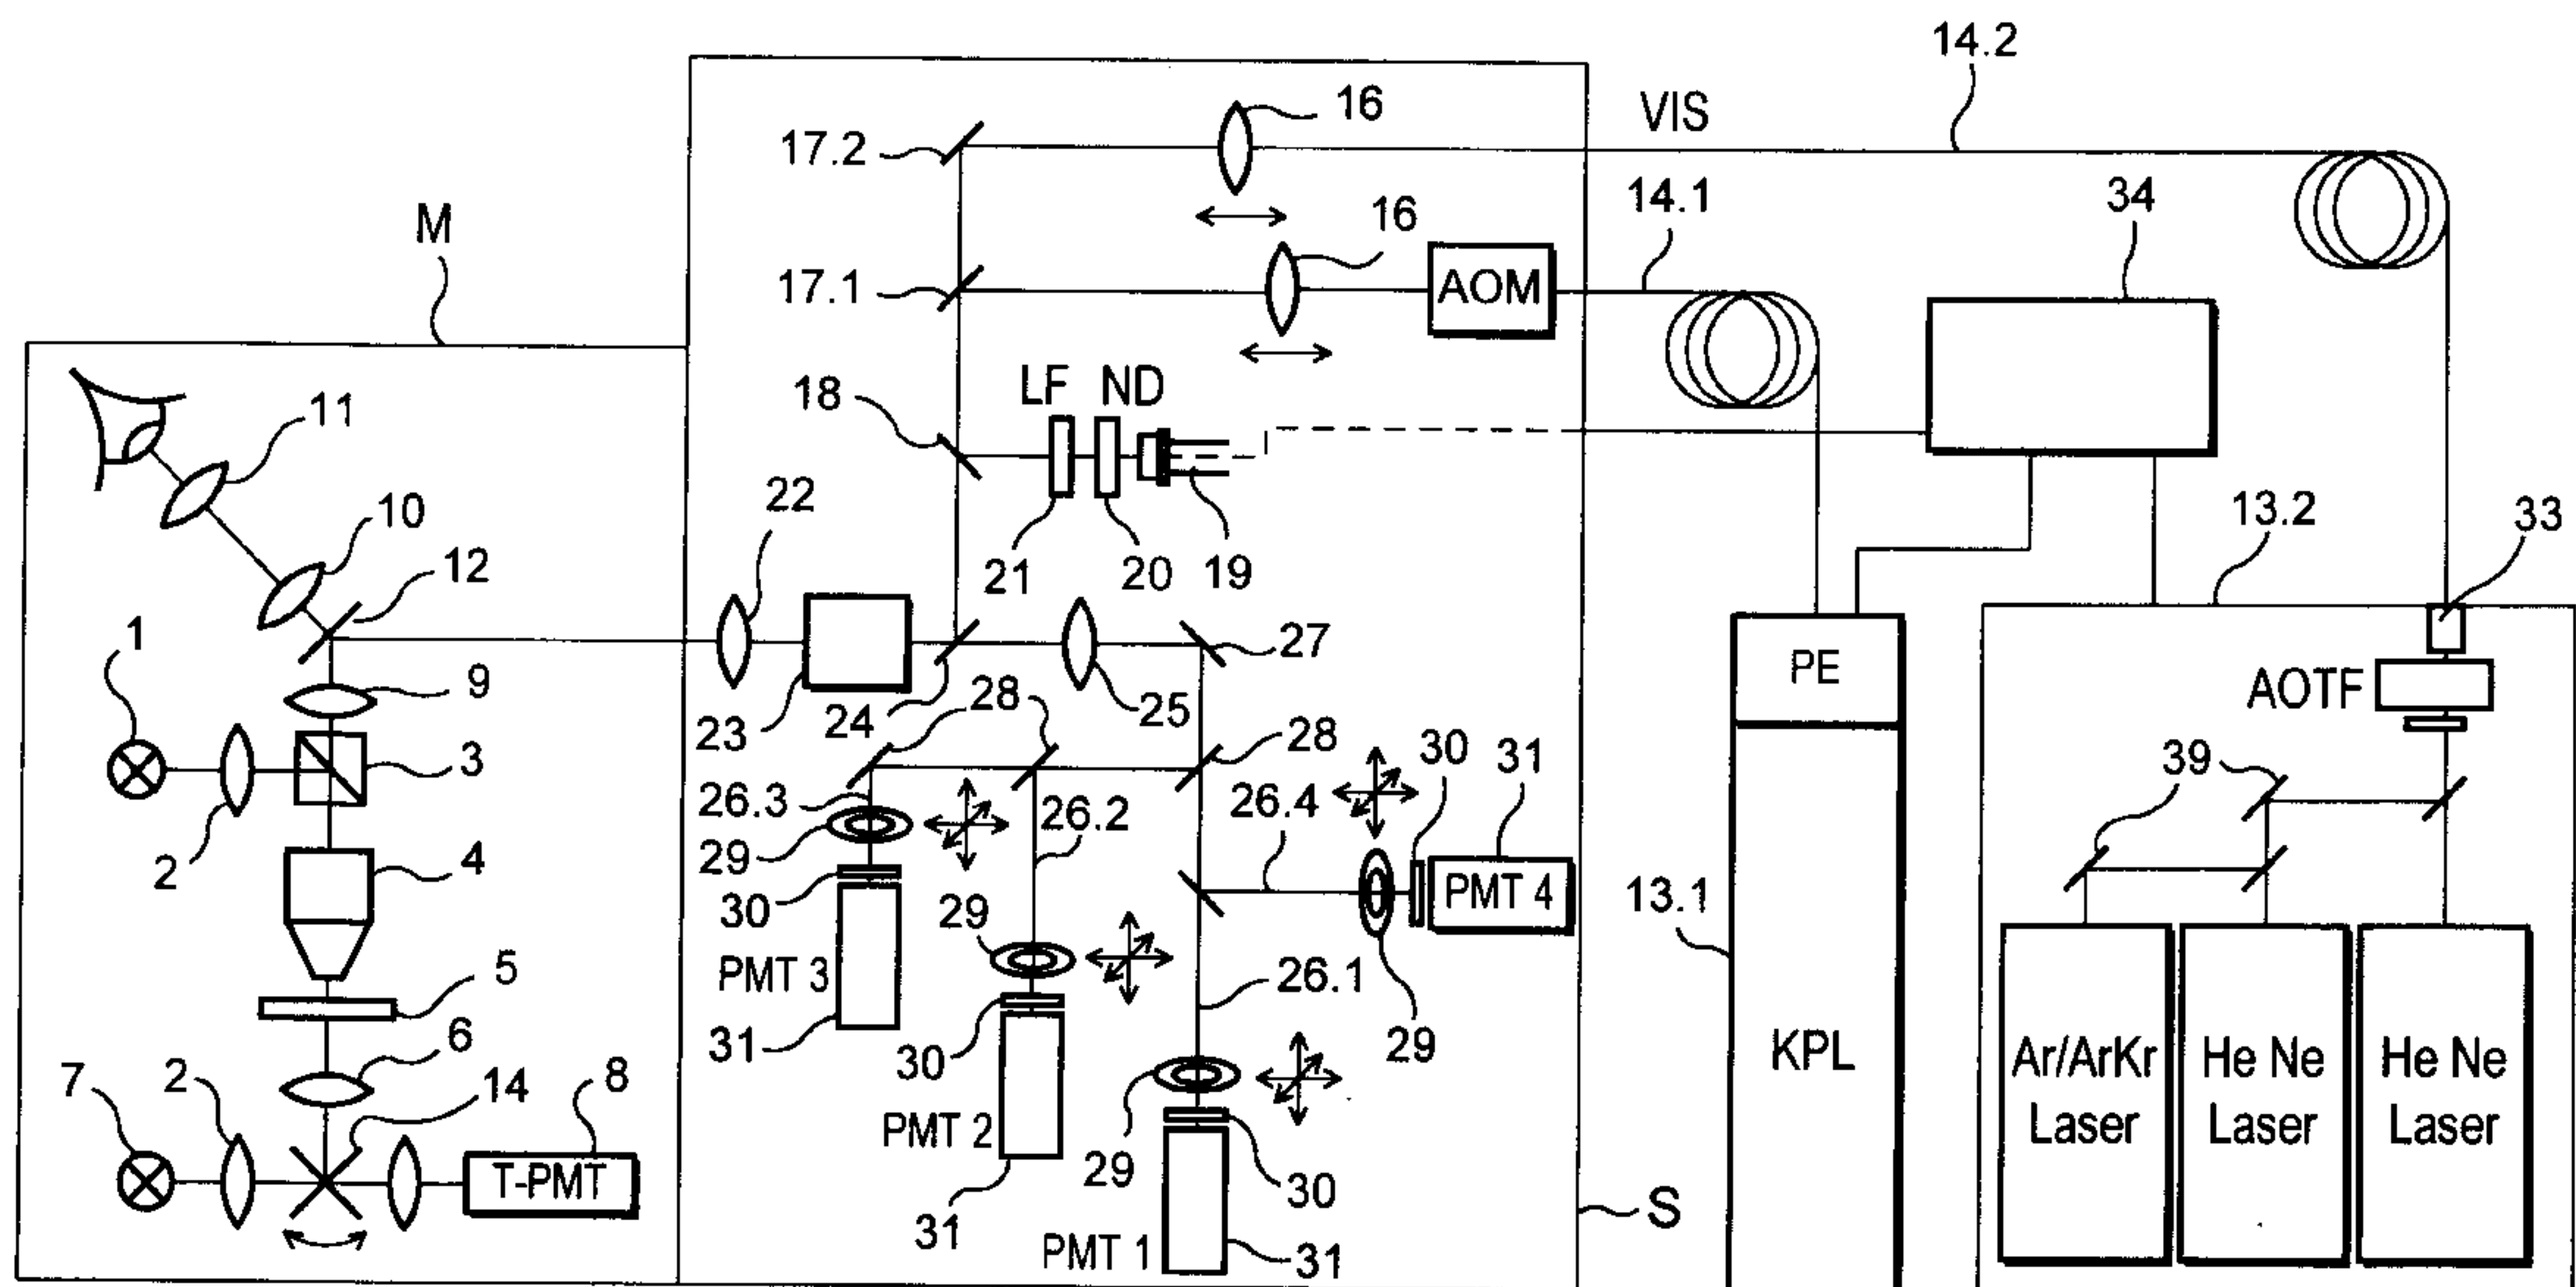 14.2
16
VIS
17.2
14.1
34
M
16
17.1
AOM
18
LF
ND
11
22
10
13.2
33
12
21
20
19
1
27
PE
9
AOTF
23
24
28
25
3
28
30
31
39
26.3
26.2
26.4
2
29
4
30
29
PMT 4
13.1
5
PMT 3
26.1
31
30
29
KPL
Ar/ArKr
Laser
He Ne
Laser
He Ne
Laser
6
7
2
14
8
PMT 2
29
30
T-PMT
31
S
PMT 1
31